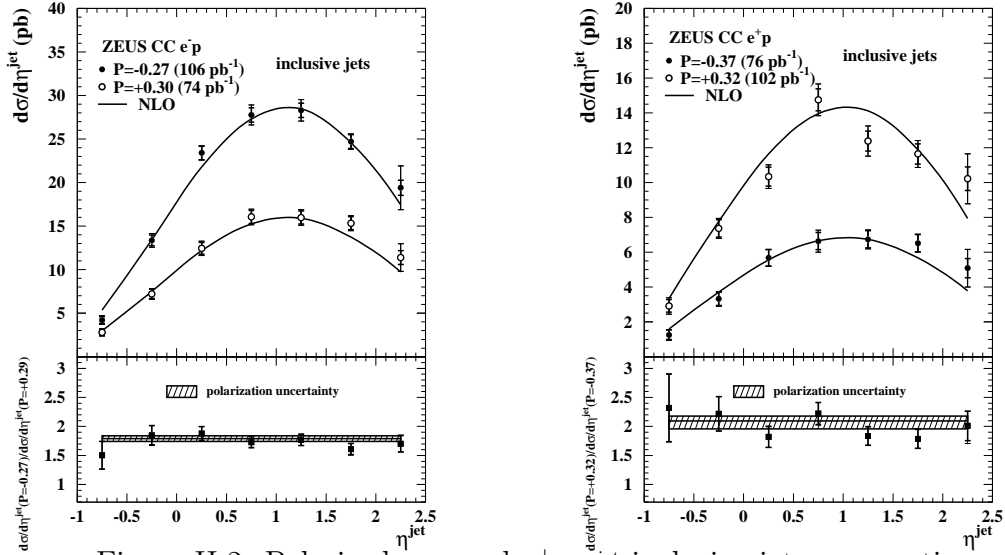 dσ/dη^jet (pb)
40
35
30
25
20
15
10
5
ZEUS CC e⁻p
P=-0.27 (106 pb⁻¹)
P=+0.30 (74 pb⁻¹)
NLO
inclusive jets
dσ/dη^jet(P=-0.27)/dσ/dη^jet(P=+0.29)
3
2.5
2
1.5
1
polarization uncertainty
-1 -0.5 0 0.5 1 1.5 2 2.5
η^jet
dσ/dη^jet (pb)
20
18
16
14
12
10
8
6
4
2
ZEUS CC e⁺p
P=-0.37 (76 pb⁻¹)
P=+0.32 (102 pb⁻¹)
NLO
inclusive jets
dσ/dη^jet(P=+0.32)/dσ/dη^jet(P=-0.37)
3
2.5
2
1.5
1
polarization uncertainty
-1 -0.5 0 0.5 1 1.5 2 2.5
η^jet